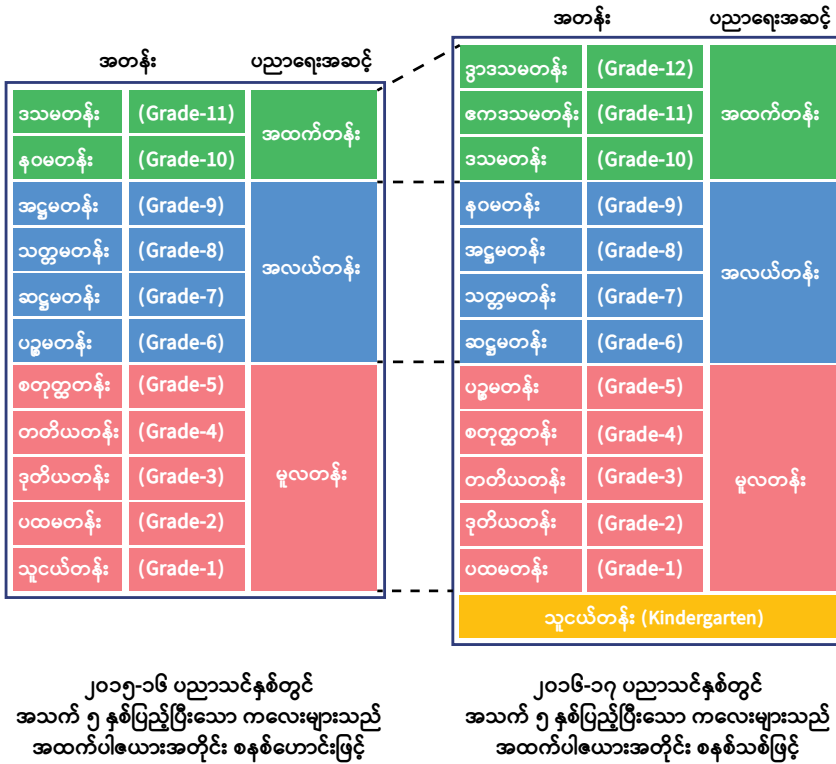 အတန်း ပညာရေးအဆင့်
ဒသမတန်း (Grade-11)
နဝမတန်း (Grade-10)
အထက်တန်း
အဋ္ဌမတန်း (Grade-9)
သတ္တမတန်း (Grade-8)
ဆဋ္ဌမတန်း (Grade-7)
ပဉ္စမတန်း (Grade-6)
အလယ်တန်း
စတုတ္ထတန်း (Grade-5)
တတိယတန်း (Grade-4)
ဒုတိယတန်း (Grade-3)
ပထမတန်း (Grade-2)
သူငယ်တန်း (Grade-1)
မူလတန်း
၂၀၁၅-၁၆ ပညာသင်နှစ်တွင်
အသက် ၅ နှစ်ပြည့်ပြီးသော ကလေးများသည်
အထက်ပါဇယားအတိုင်း စနစ်ဟောင်းဖြင့်
အတန်း ပညာရေးအဆင့်
ဒွာဒသမတန်း (Grade-12)
ဧကဒသမတန်း (Grade-11)
ဒသမတန်း (Grade-10)
အထက်တန်း
နဝမတန်း (Grade-9)
အဋ္ဌမတန်း (Grade-8)
သတ္တမတန်း (Grade-7)
ဆဋ္ဌမတန်း (Grade-6)
အလယ်တန်း
ပဉ္စမတန်း (Grade-5)
စတုတ္ထတန်း (Grade-4)
တတိယတန်း (Grade-3)
ဒုတိယတန်း (Grade-2)
ပထမတန်း (Grade-1)
မူလတန်း
သူငယ်တန်း (Kindergarten)
၂၀၁၆-၁၇ ပညာသင်နှစ်တွင်
အသက် ၅ နှစ်ပြည့်ပြီးသော ကလေးများသည်
အထက်ပါဇယားအတိုင်း စနစ်သစ်ဖြင့်